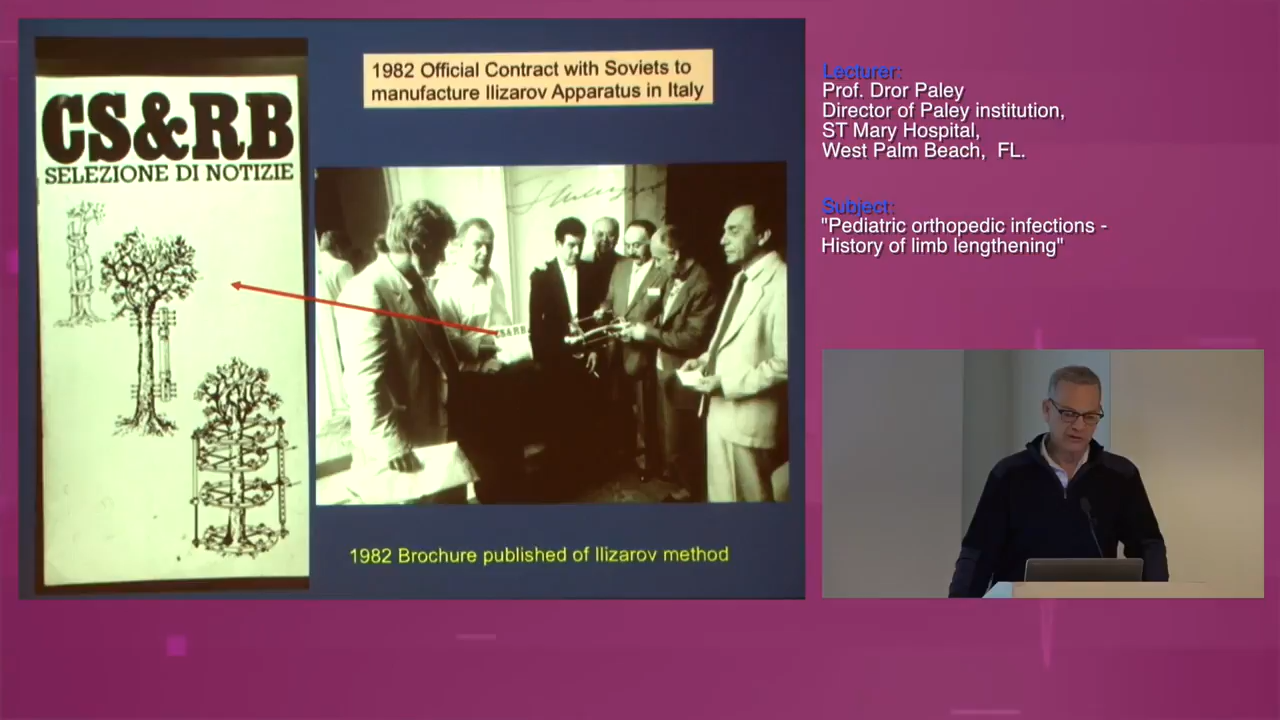 1982 Official Contract with Soviets to
manufacture Ilizarov Apparatus in Italy
CS&RB
SELEZIONE DI NOTIZIE
CS&RB
1982 Brochure published of Ilizarov method
Lecturer:
Prof. Dror Paley
Director of Paley institution,
ST Mary Hospital,
West Palm Beach, FL.
Subject:
"Pediatric orthopedic infections -
History of limb lengthening"